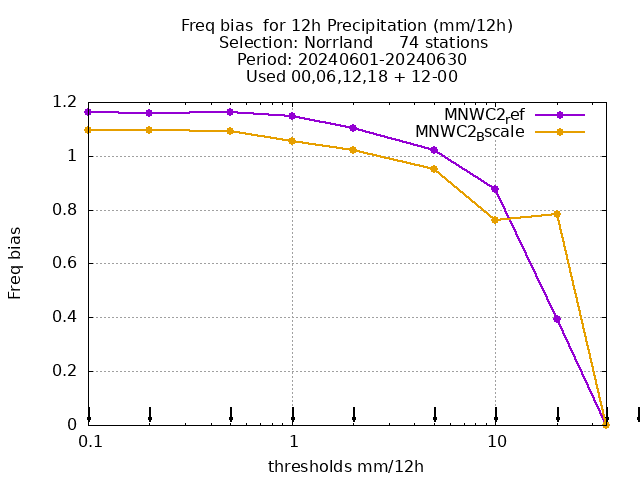 Freq bias  for 12h Precipitation (mm/12h)
Selection: Norrland     74 stations
Period: 20240601-20240630
Used 00,06,12,18 + 12-00
1.2
1
0.8
0.6
0.4
0.2
0
Freq bias
MNWC2ref
MNWC2Bscale
0.1
1
10
thresholds mm/12h